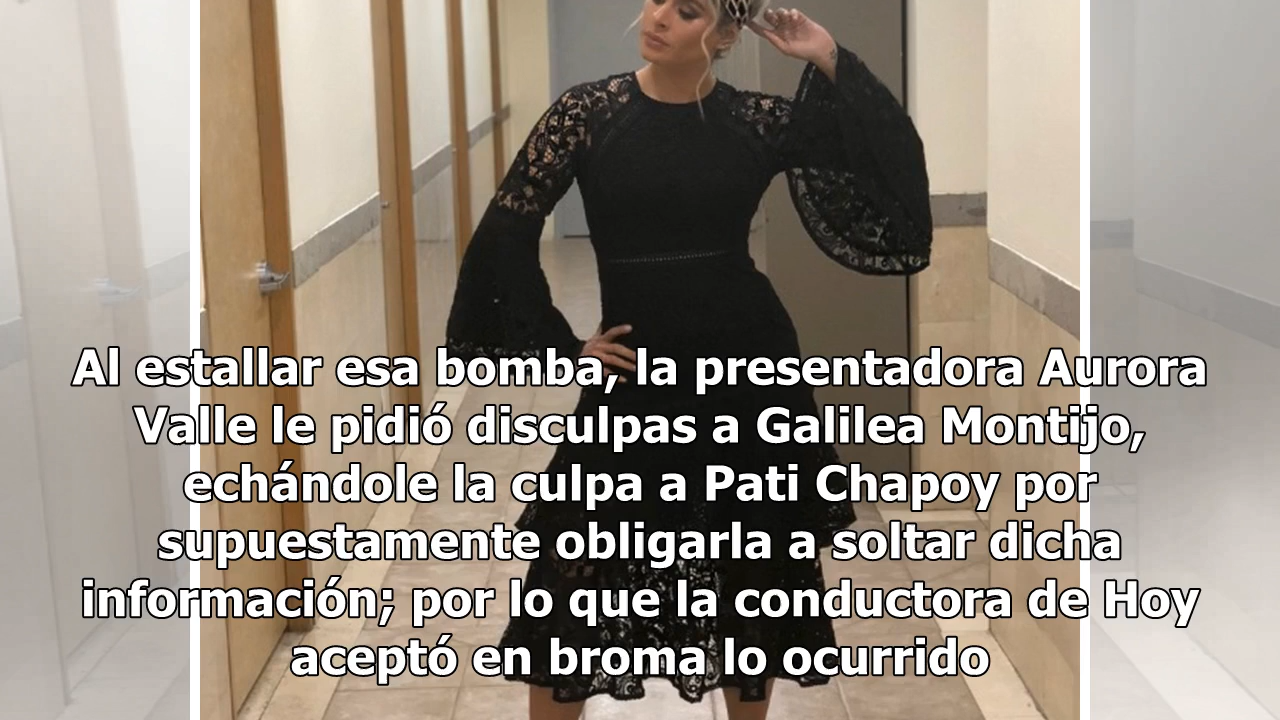 Al estallar esa bomba, la presentadora Aurora
Valle le pidió disculpas a Galilea Montijo,
echándole la culpa a Pati Chapoy por
supuestamente obligarla a soltar dicha
información; por lo que la conductora de Hoy
aceptó en broma lo ocurrido